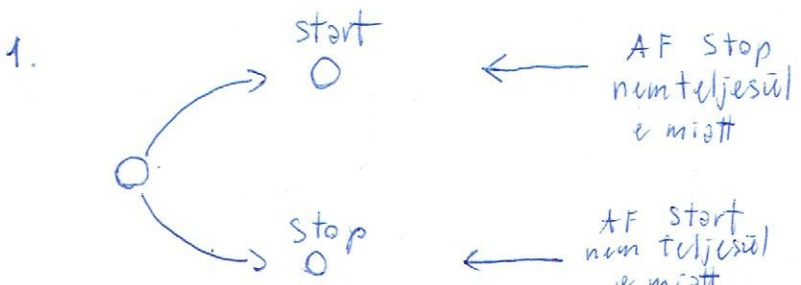 1.
start
AF Stop
nem teljesül
e miatt
stop
AF start
nem teljesül
e miatt